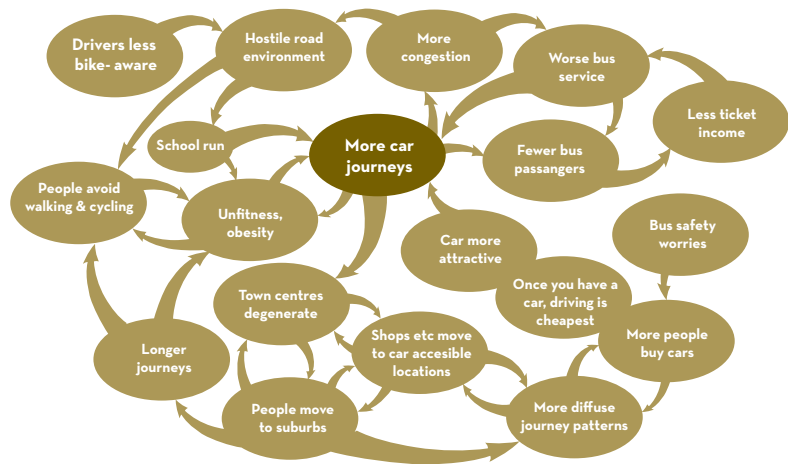 Drivers less
bike- aware
Hostile road
environment
More
congestion
Worse bus
service
Less ticket
income
School run
More car
journeys
Fewer bus
passangers
People avoid
walking & cycling
Unfitness,
obesity
Car more
attractive
Bus safety
worries
Town centres
degenerate
Once you have a
car, driving is
cheapest
Longer
journeys
Shops etc move
to car accesible
locations
More people
buy cars
People move
to suburbs
More diffuse
journey patterns